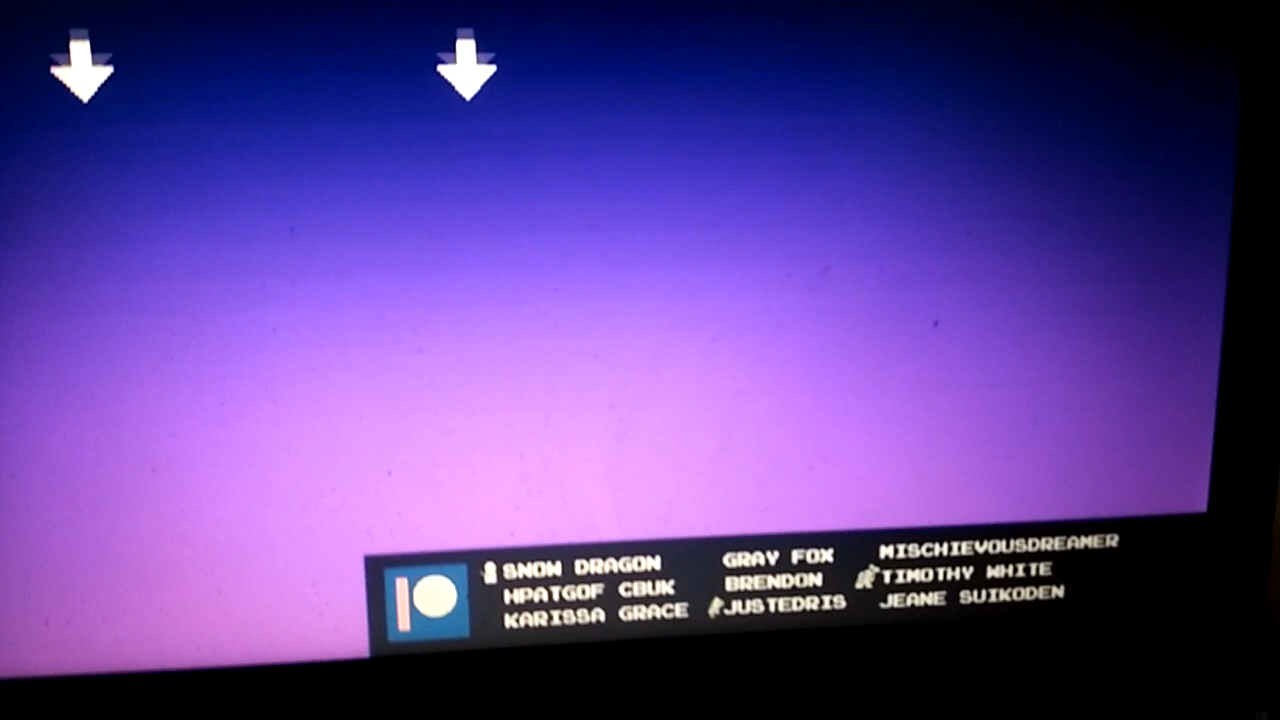 SNOW DRAGON GRAY FOX MISCHIEVOUSDREAMER
HPATGOF CBUK BRENDON TIMOTHY WHITE
KARISSA GRACE JUSTEDRIS JEANE SUIKODEN